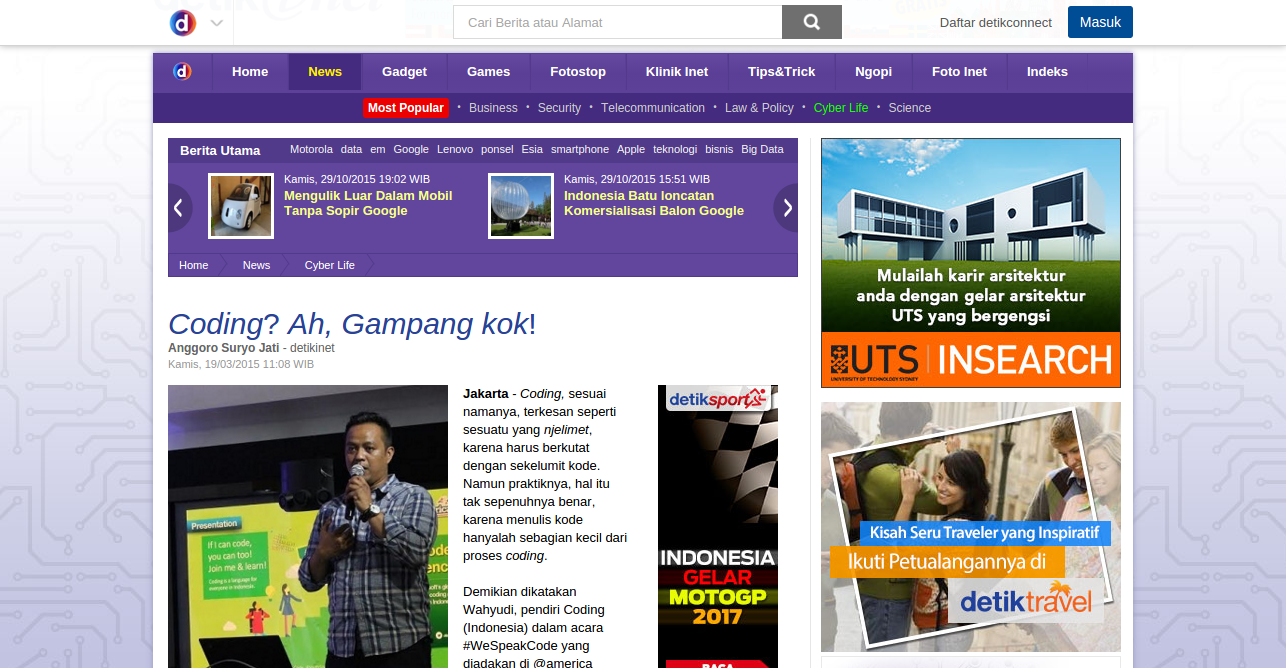 Cari Berita atau Alamat
Daftar detikconnect
Masuk
Home News Gadget Games Fotostop Klinik Inet Tips&Trick Ngopi Foto Inet Indeks
Most Popular • Business • Security • Telecommunication • Law & Policy • Cyber Life • Science
Berita Utama
Motorola data em Google Lenovo ponsel Esia smartphone Apple teknologi bisnis Big Data
Kamis, 29/10/2015 19:02 WIB
Mengulik Luar Dalam Mobil
Tanpa Sopir Google
Kamis, 29/10/2015 15:51 WIB
Indonesia Batu loncatan
Komersialisasi Balon Google
Home News Cyber Life
Coding? Ah, Gampang kok!
Anggoro Suryo Jati - detikinet
Kamis, 19/03/2015 11:08 WIB
Presentation
If I can code,
you can too!
Join me & learn!
Jakarta - Coding, sesuai
namanya, terkesan seperti
sesuatu yang njelimet,
karena harus berkutat
dengan sekelumit kode.
Namun praktiknya, hal itu
tak sepenuhnya benar,
karena menulis kode
hanyalah sebagian kecil dari
proses coding.
Demikian dikatakan
Wahyudi, pendiri Coding
(Indonesia) dalam acara
#WeSpeakCode yang
diadakan di @america
detiksport
INDONESIA
GELAR
MOTOGP
2017
BACA
Mulailah karir arsitektur
anda dengan gelar arsitektur
UTS yang bergengsi
UTS INSEARCH
UNIVERSITY OF TECHNOLOGY SYDNEY
Kisah Seru Traveler yang Inspiratif
Ikuti Petualangannya di
detiktravel